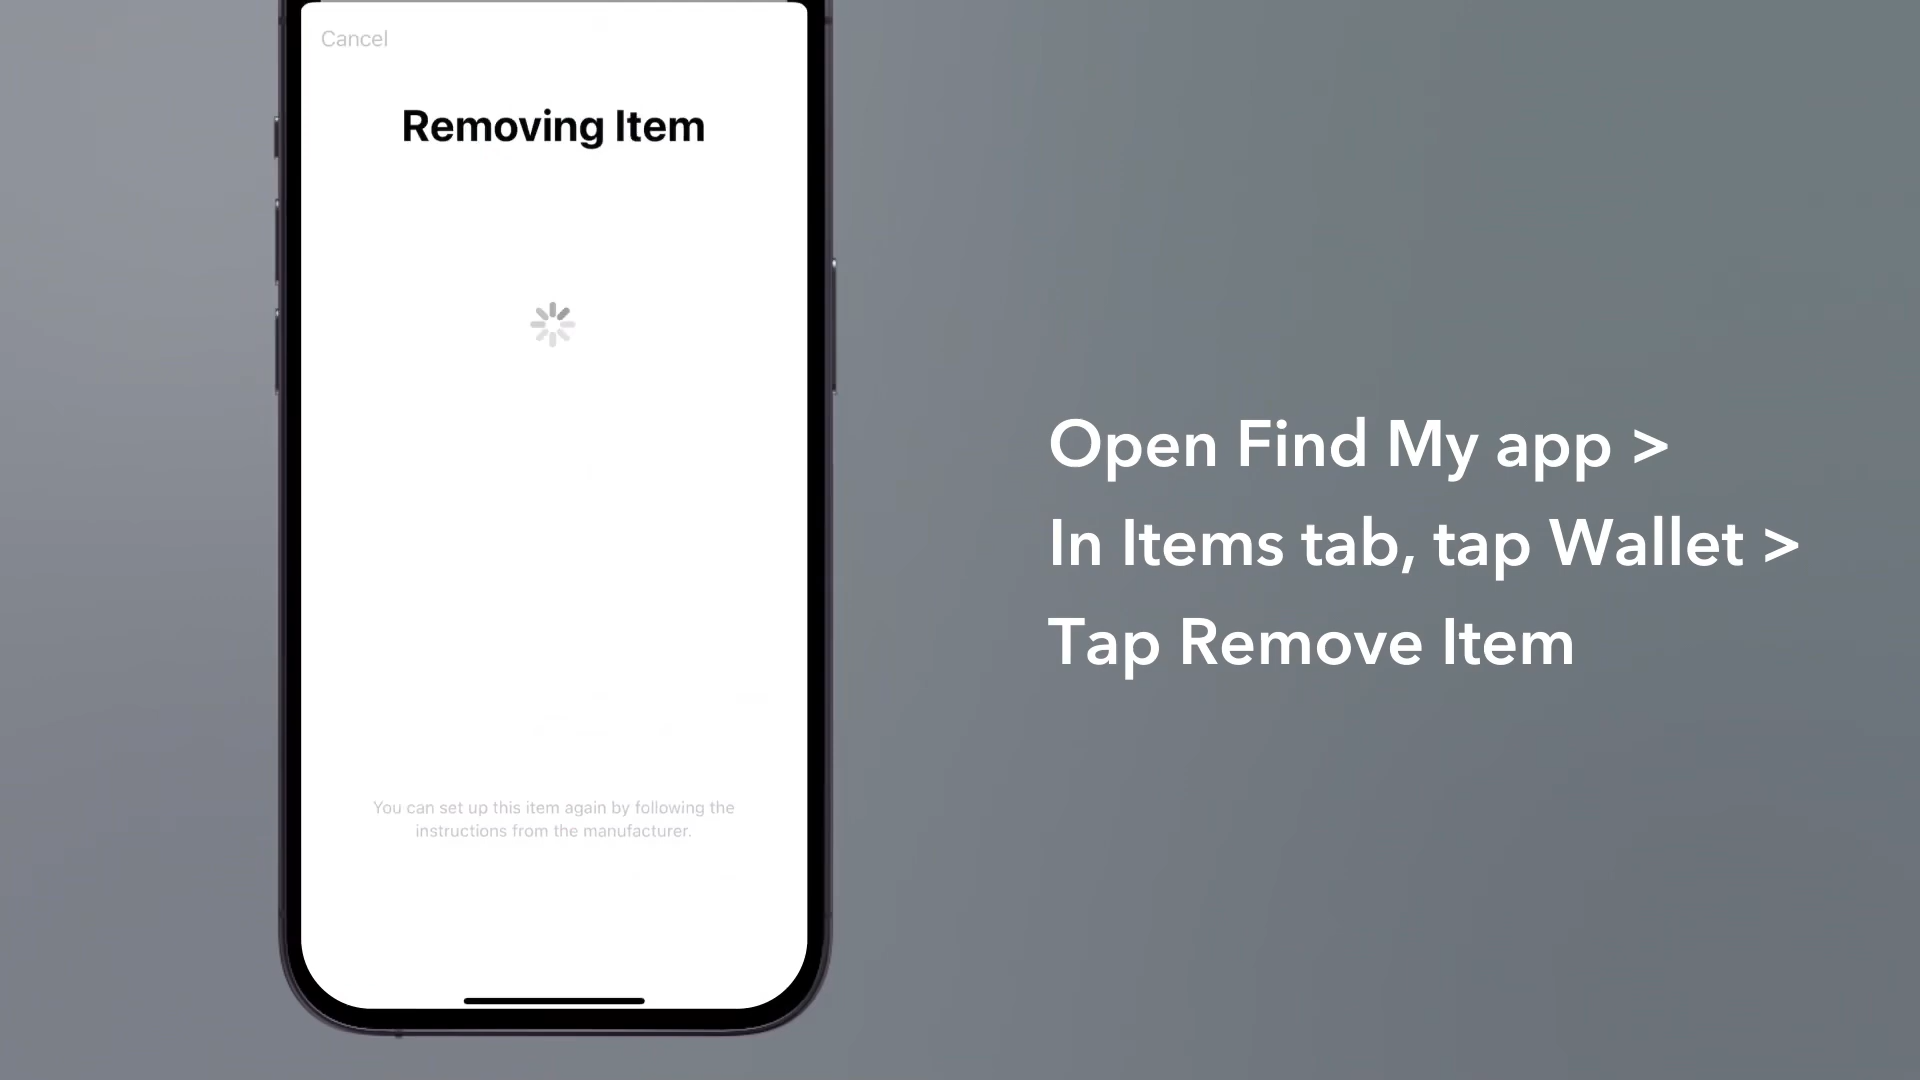 Cancel
Removing Item
You can set up this item again by following the
instructions from the manufacturer.
Open Find My app >
In Items tab, tap Wallet >
Tap Remove Item